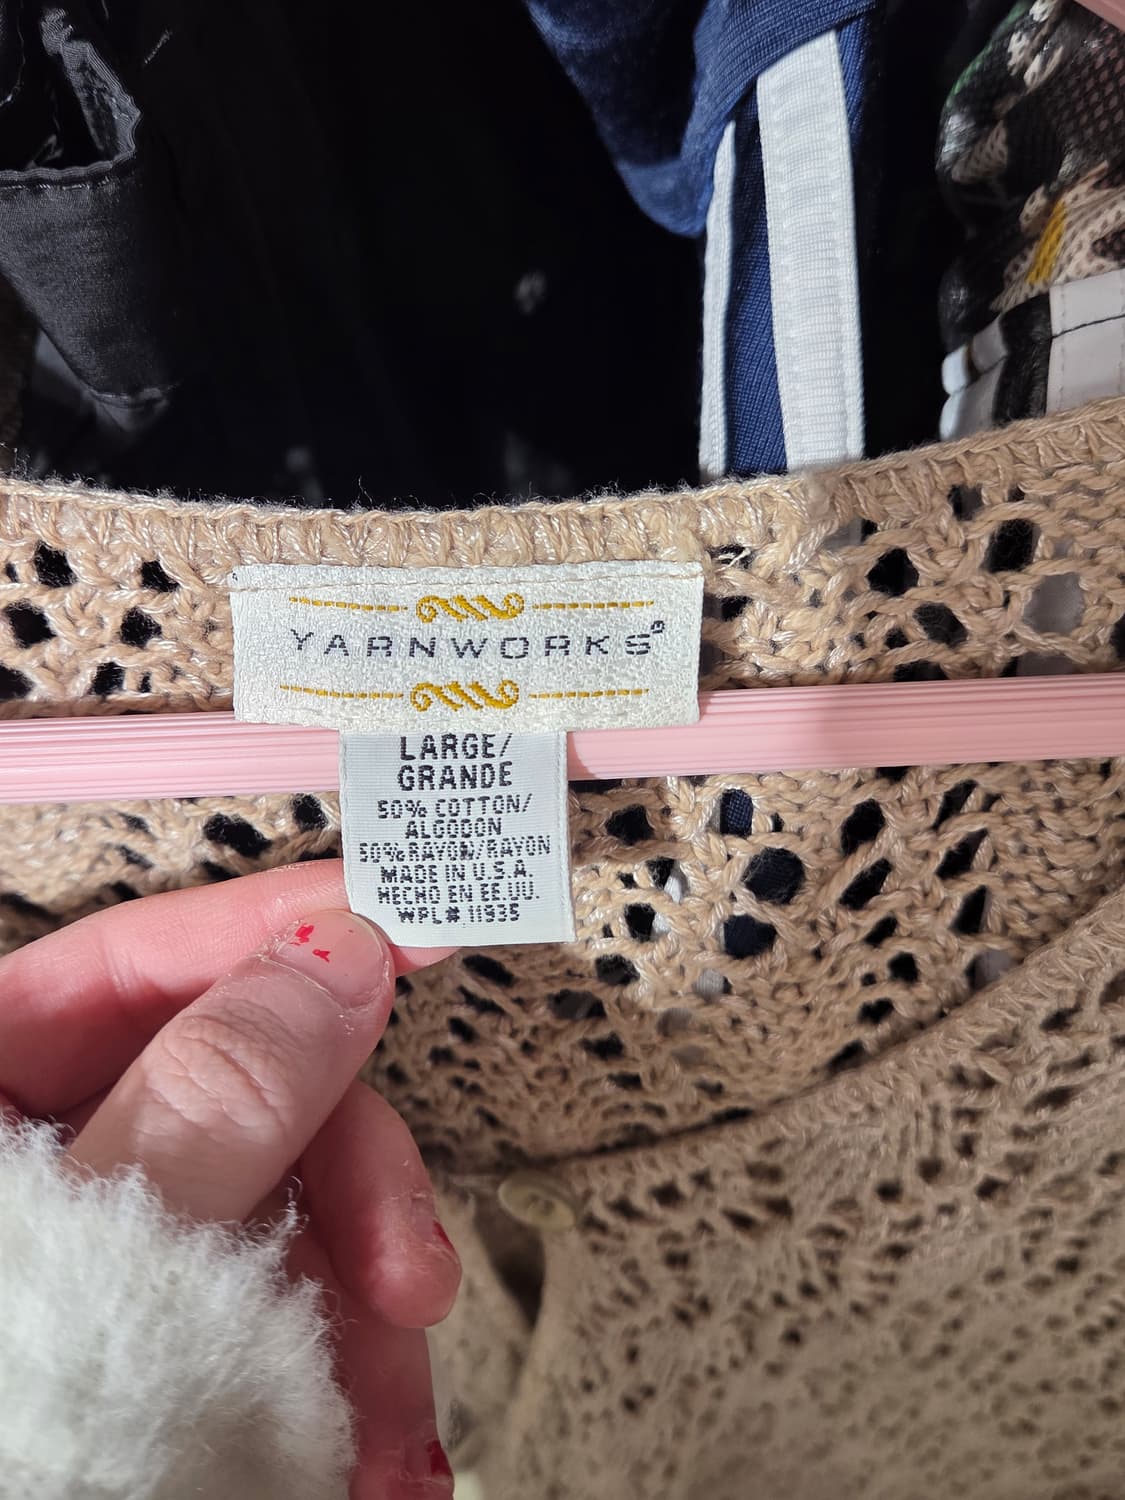 YARNWORKS®
LARGE/
GRANDE
50% COTTON/
ALGODON
50% RAYON/RAYON
MADE IN U.S.A.
HECHO EN EE.UU.
WPL# 11935